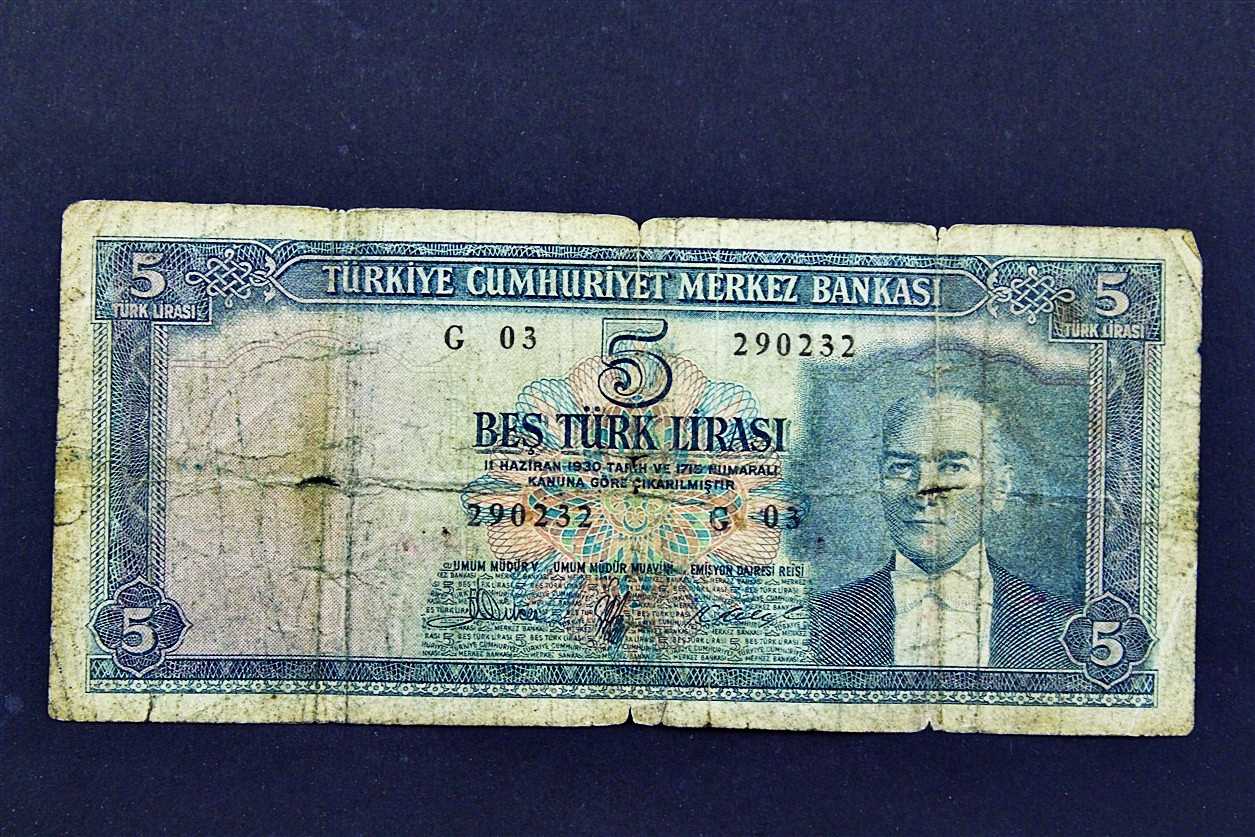 5 TÜRKİYE CUMHURİYET MERKEZ BANKASI 5
TÜRK LİRASI TÜRK LİRASI
G 03 5 290232
BEŞ TÜRK LİRASI
11 HAZİRAN 1930 TARİH VE 1715 NUMARALI
KANUNA GÖRE ÇIKARILMIŞTIR
290232 G 03
UMUM MÜDÜR V. UMUM MÜDÜR MUAVİNİ EMİSYON DAİRESİ REİSİ
5 5